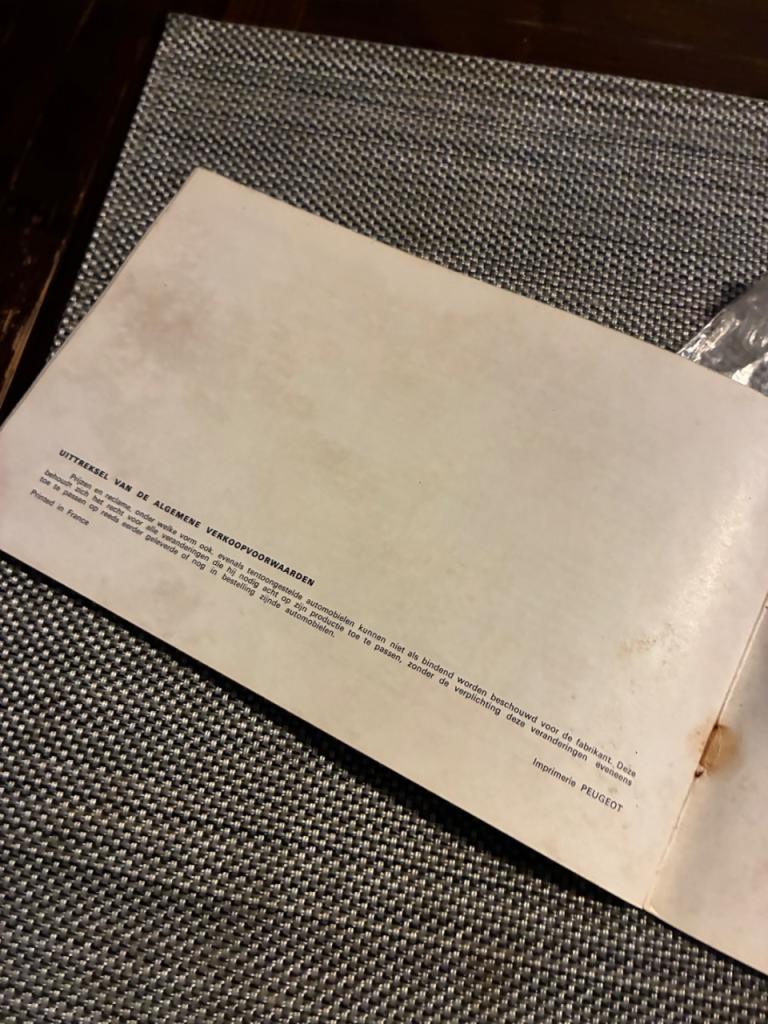 UITTREKSEL VAN DE ALGEMENE VERKOOPVOORWAARDEN
Prijzen en reclame, onder welke vorm ook, evenals tentoongestelde automobielen kunnen niet als bindend worden beschouwd voor de fabrikant. Deze
behoudt zich het recht voor alle veranderingen die hij nodig acht op zijn productie toe te passen, zonder de verplichting deze veranderingen eveneens
toe te passen op reeds eerder geleverde of nog in bestelling zijnde automobielen.
Printed in France
Imprimerie PEUGEOT